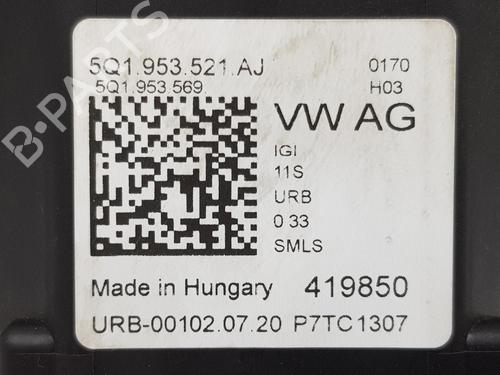 5Q1.953.521.AJ 0170
5Q1.953.569 H03
VW AG
IGI
11S
URB
0 33
SMLS
Made in Hungary 419850
URB-00102.07.20 P7TC1307
B-PARTS